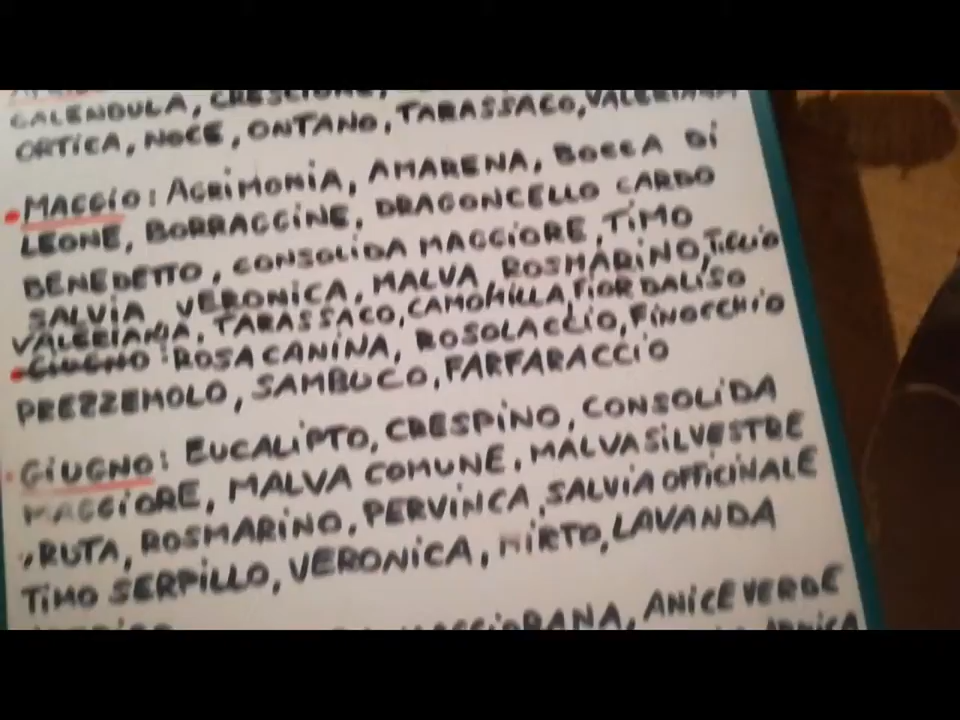 CALENDULA, CRESCIONE,
ORTICA, NOCE, ONTANO, TARASSACO, VALERIANA
• MAGGIO: AGRIMONIA, AMARENA, BOCCA DI
LEONE, BORRAGGINE, DRAGONCELLO CARDO
BENEDETTO, CONSOLIDA MAGGIORE, TIMO
SALVIA VERONICA, MALVA ROSMARINO, TIGLIO
VALERIANA, TARASSACO, CAMOMILLA, FIORDALISO
• GIUGNO: ROSA CANINA, ROSOLACCIO, FINOCCHIO
PREZZEMOLO, SAMBUCO, FARFARACCIO
• GIUGNO: EUCALIPTO, CRESPINO, CONSOLIDA
MAGGIORE, MALVA COMUNE, MALVA SILVESTRE
, RUTA, ROSMARINO, PERVINCA, SALVIA OFFICINALE
TIMO SERPILLO, VERONICA, MIRTO, LAVANDA
MAGGIORANA, ANICE VERDE
ARNICA